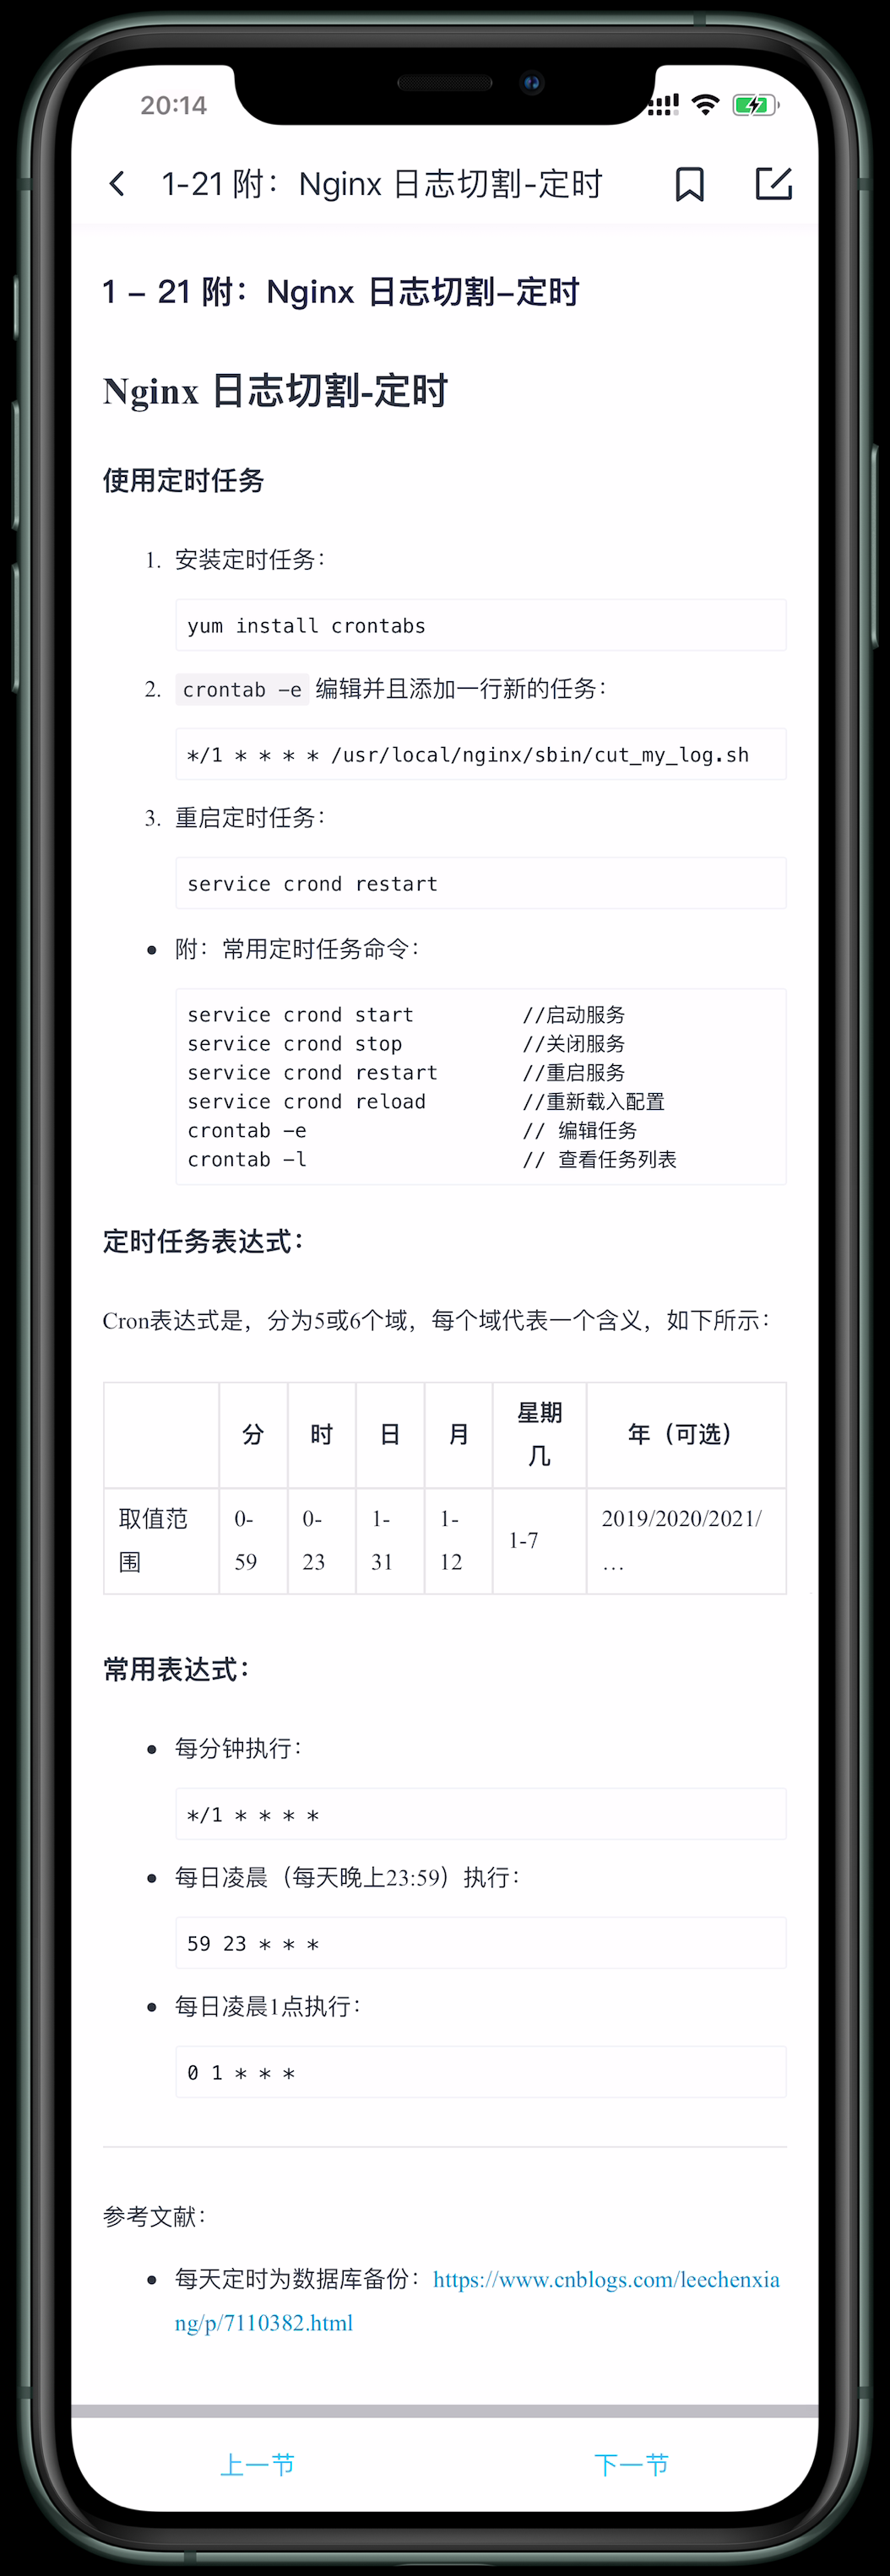 20:14
1-21 附：Nginx 日志切割-定时
1 – 21 附：Nginx 日志切割–定时
Nginx 日志切割-定时
使用定时任务
1. 安装定时任务：
yum install crontabs
2. crontab -e 编辑并且添加一行新的任务：
*/1 * * * * /usr/local/nginx/sbin/cut_my_log.sh
3. 重启定时任务：
service crond restart
• 附：常用定时任务命令：
service crond start //启动服务
service crond stop //关闭服务
service crond restart //重启服务
service crond reload //重新载入配置
crontab -e // 编辑任务
crontab -l // 查看任务列表
定时任务表达式：
Cron表达式是，分为5或6个域，每个域代表一个含义，如下所示：
分 时 日 月 星期几 年（可选）
取值范围 0-59 0-23 1-31 1-12 1-7 2019/2020/2021/…
常用表达式：
• 每分钟执行：
*/1 * * * *
• 每日凌晨（每天晚上23:59）执行：
59 23 * * *
• 每日凌晨1点执行：
0 1 * * *
参考文献：
• 每天定时为数据库备份：https://www.cnblogs.com/leechenxia
ng/p/7110382.html
上一节 下一节